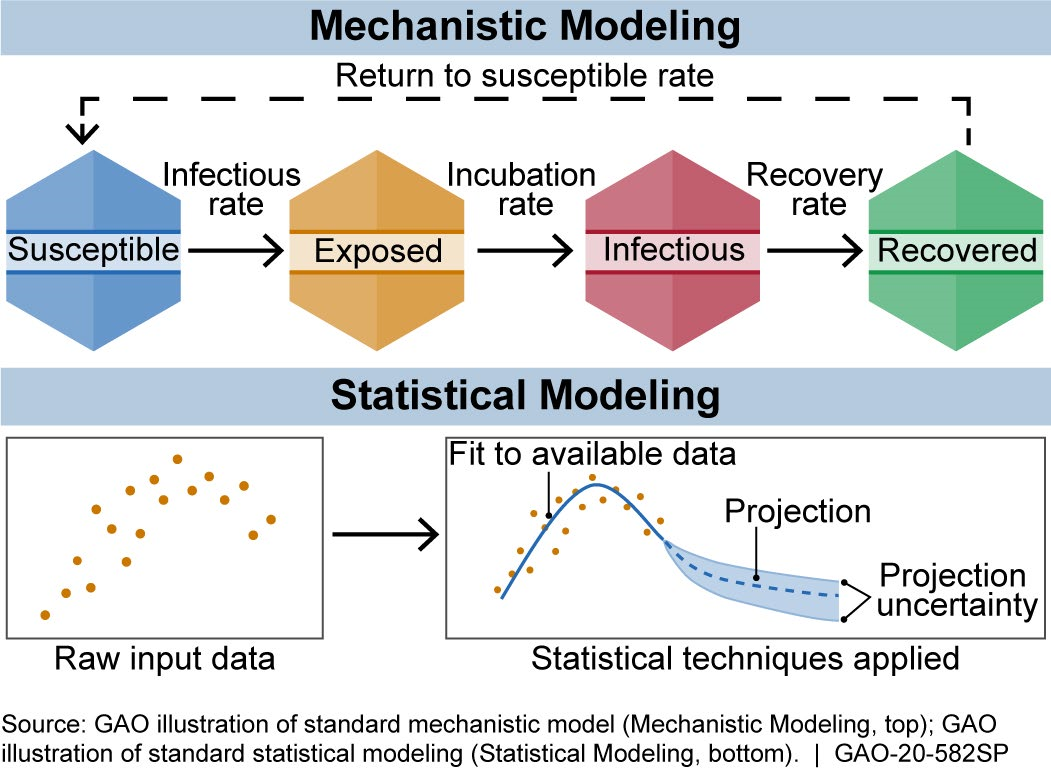 Mechanistic Modeling
Return to susceptible rate
Infectious
rate
Incubation
rate
Recovery
rate
Susceptible
Exposed
Infectious
Recovered
Statistical Modeling
Fit to available data
Projection
Projection
uncertainty
Raw input data
Statistical techniques applied
Source: GAO illustration of standard mechanistic model (Mechanistic Modeling, top); GAO
illustration of standard statistical modeling (Statistical Modeling, bottom). | GAO-20-582SP